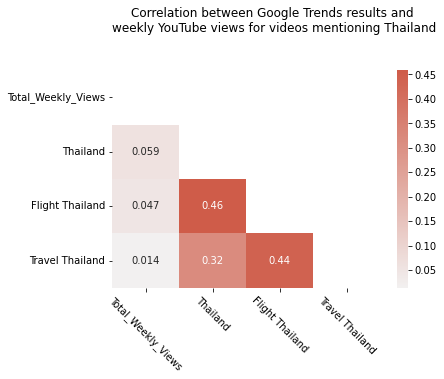 Correlation between Google Trends results and
weekly YouTube views for videos mentioning Thailand
Total_Weekly_Views
Thailand
0.059
Flight Thailand
0.047 0.46
Travel Thailand
0.014 0.32 0.44
Total_Weekly_Views
Thailand
Flight Thailand
Travel Thailand
0.45
0.40
0.35
0.30
0.25
0.20
0.15
0.10
0.05